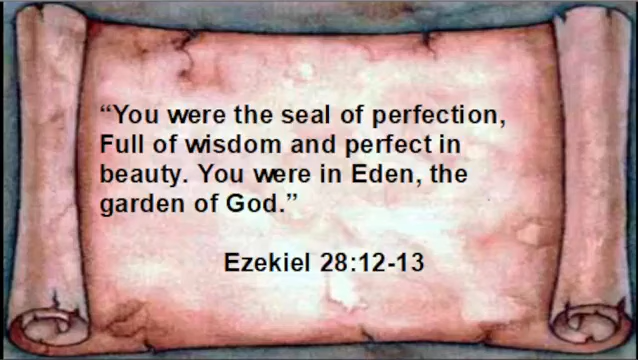 “You were the seal of perfection,
Full of wisdom and perfect in
beauty. You were in Eden, the
garden of God.”
Ezekiel 28:12-13